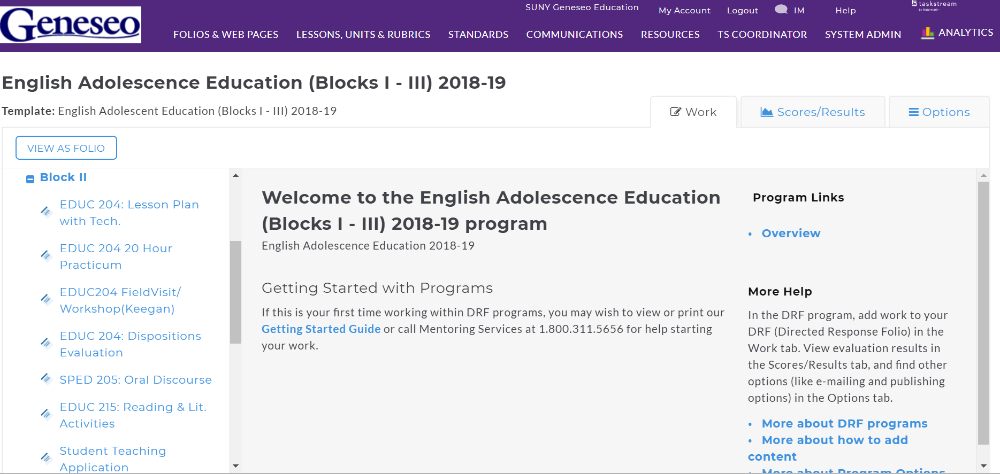 Geneseo
SUNY Geneseo Education
My Account
Logout
IM
Help
taskstream
by Watermark
FOLIOS & WEB PAGES
LESSONS, UNITS & RUBRICS
STANDARDS
COMMUNICATIONS
RESOURCES
TS COORDINATOR
SYSTEM ADMIN
ANALYTICS
English Adolescence Education (Blocks I - III) 2018-19
Template: English Adolescent Education (Blocks I - III) 2018-19
Work
Scores/Results
Options
VIEW AS FOLIO
Block II
EDUC 204: Lesson Plan
with Tech.
EDUC 204 20 Hour
Practicum
EDUC204 FieldVisit/
Workshop(Keegan)
EDUC 204: Dispositions
Evaluation
SPED 205: Oral Discourse
EDUC 215: Reading & Lit.
Activities
Student Teaching
Application
Welcome to the English Adolescence Education
(Blocks I - III) 2018-19 program
English Adolescence Education 2018-19
Getting Started with Programs
If this is your first time working within DRF programs, you may wish to view or print our
Getting Started Guide or call Mentoring Services at 1.800.311.5656 for help starting
your work.
Program Links
• Overview
More Help
In the DRF program, add work to your
DRF (Directed Response Folio) in the
Work tab. View evaluation results in
the Scores/Results tab, and find other
options (like e-mailing and publishing
options) in the Options tab.
• More about DRF programs
• More about how to add
content
• More about Program Options